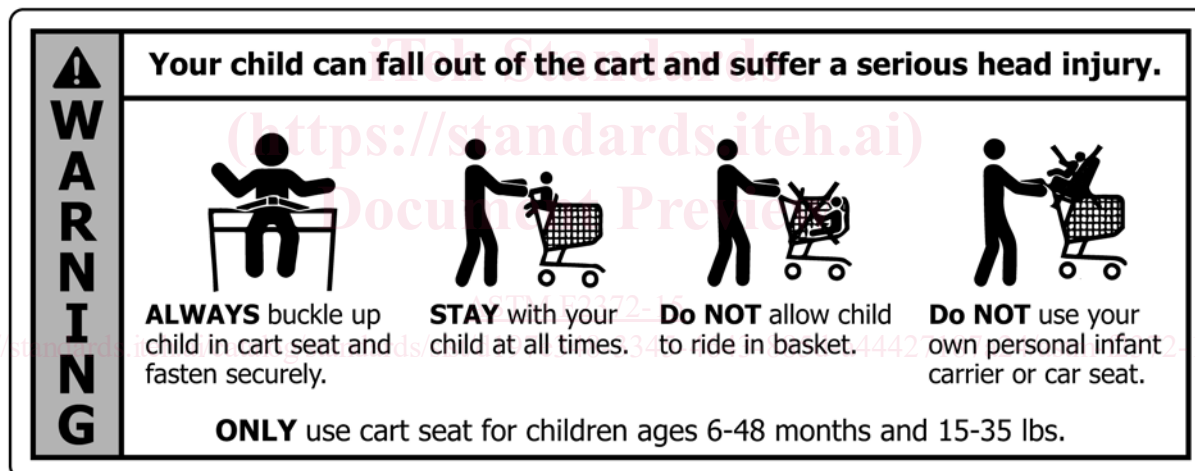 WARNING
Your child can fall out of the cart and suffer a serious head injury.
iTeh Standards
(https://standards.iteh.ai)
Document Preview
ALWAYS buckle up
child in cart seat and
fasten securely.
STAY with your
child at all times.
Do NOT allow child
to ride in basket.
Do NOT use your
own personal infant
carrier or car seat.
ASTM F2372-15
ONLY use cart seat for children ages 6-48 months and 15-35 lbs.